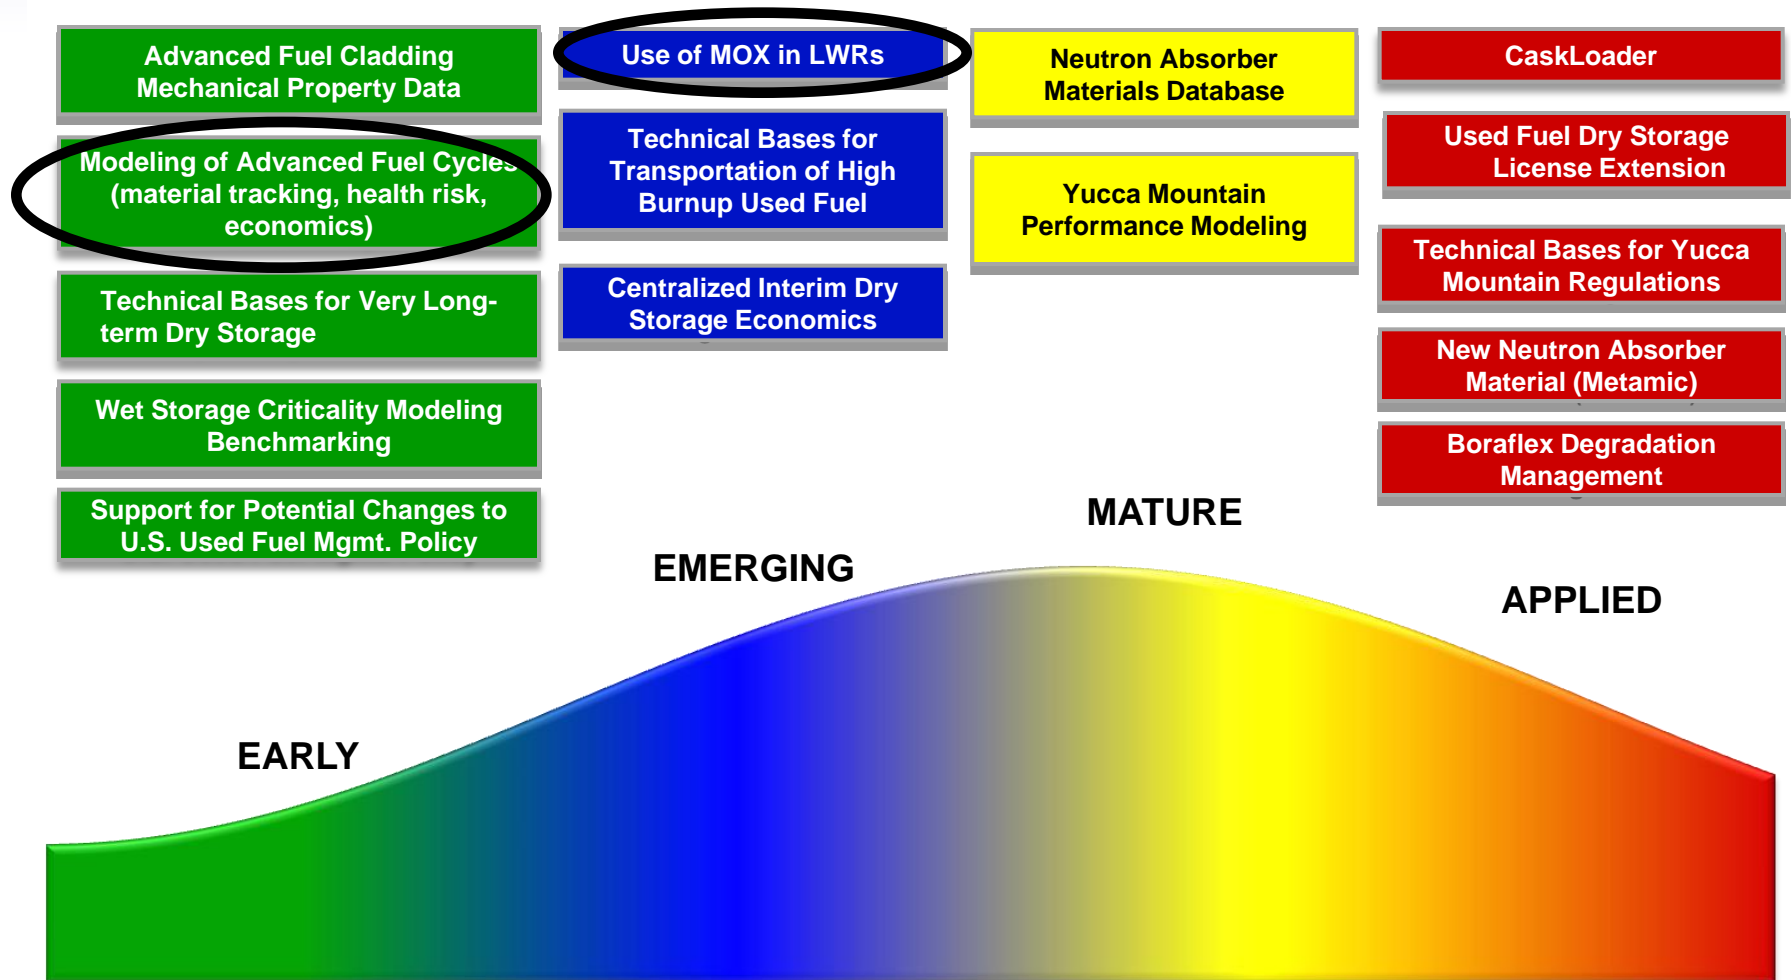 Advanced Fuel Cladding
Mechanical Property Data
Modeling of Advanced Fuel Cycles
(material tracking, health risk,
economics)
Technical Bases for Very Long-
term Dry Storage
Wet Storage Criticality Modeling
Benchmarking
Support for Potential Changes to
U.S. Used Fuel Mgmt. Policy
Use of MOX in LWRs
Technical Bases for
Transportation of High
Burnup Used Fuel
Centralized Interim Dry
Storage Economics
Neutron Absorber
Materials Database
Yucca Mountain
Performance Modeling
CaskLoader
Used Fuel Dry Storage
License Extension
Technical Bases for Yucca
Mountain Regulations
New Neutron Absorber
Material (Metamic)
Boraflex Degradation
Management
EARLY
EMERGING
MATURE
APPLIED